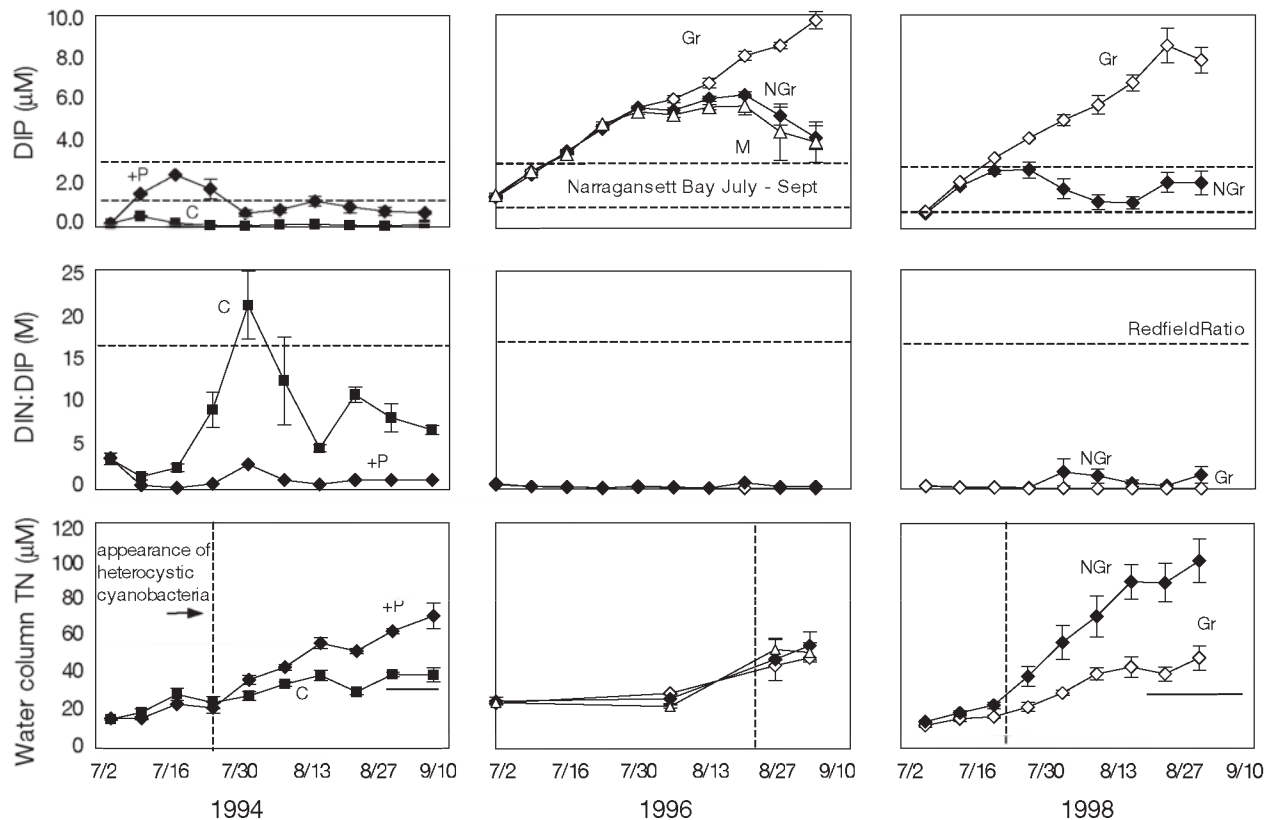 DIP (µM)
10.0
8.0
6.0
4.0
2.0
0.0
+P
C
Gr
NGr
M
Narragansett Bay July - Sept
Gr
NGr
DIN:DIP (M)
25
20
15
10
5
0
C
+P
RedfieldRatio
NGr
Gr
Water column TN (µM)
120
100
80
60
40
20
0
appearance of
heterocystic
cyanobacteria
+P
C
NGr
Gr
7/2 7/16 7/30 8/13 8/27 9/10
7/2 7/16 7/30 8/13 8/27 9/10
7/2 7/16 7/30 8/13 8/27 9/10
1994
1996
1998